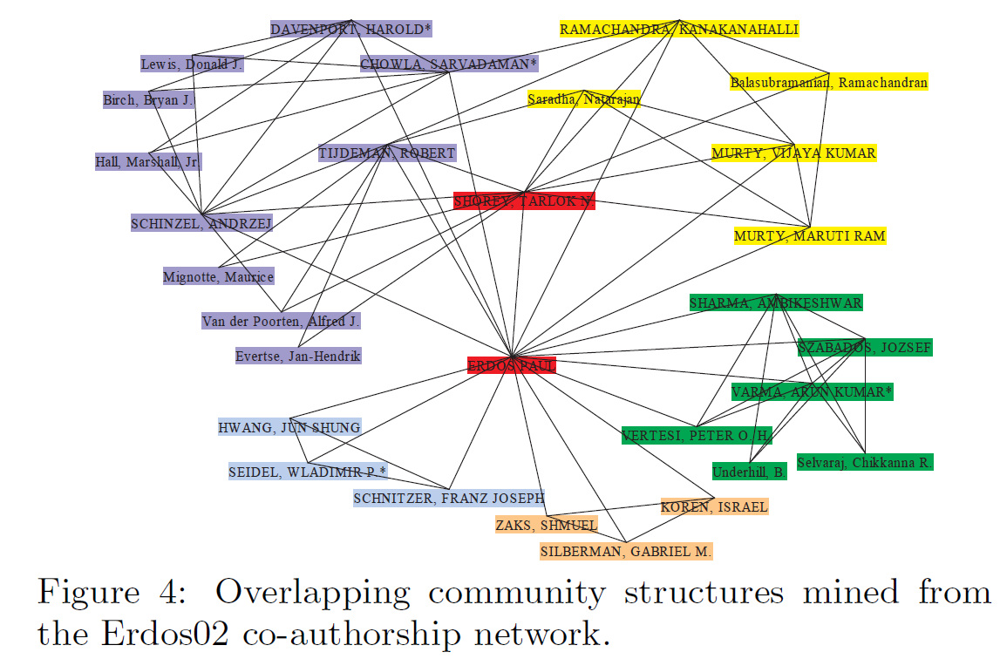 DAVENPORT, HAROLD*
RAMACHANDRA, KANAKANAHALLI
Lewis, Donald J.
CHOWLA, SARVADAMAN*
Balasubramanian, Ramachandran
Birch, Bryan J.
Saradha, Natarajan
Hall, Marshall, Jr.
TIJDEMAN, ROBERT
MURTY, VIJAYA KUMAR
SHOREY, TARLOK N.
SCHINZEL, ANDRZEJ
MURTY, MARUTI RAM
Mignotte, Maurice
SHARMA, AMBIKESHWAR
Van der Poorten, Alfred J.
SZABADOS, JOZSEF
Evertse, Jan-Hendrik
ERDOS PAUL
VARMA, ARUN KUMAR*
HWANG, JUN SHUNG
VERTESI, PETER O. H.
SEIDEL, WLADIMIR P.*
Underhill, B.
Selvaraj, Chikkanna R.
SCHNITZER, FRANZ JOSEPH
KOREN, ISRAEL
ZAKS, SHMUEL
SILBERMAN, GABRIEL M.
Figure 4: Overlapping community structures mined from
the Erdos02 co-authorship network.